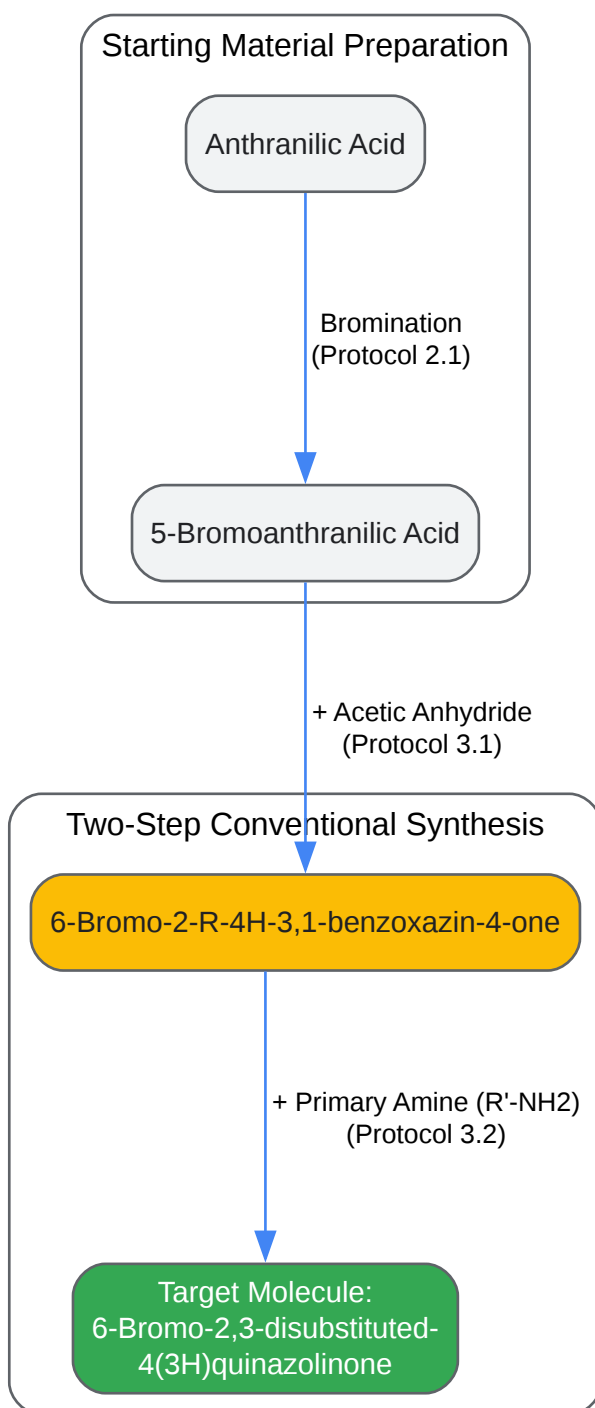 Starting Material Preparation
Anthranilic Acid
Bromination
(Protocol 2.1)
5-Bromoanthranilic Acid
+ Acetic Anhydride
(Protocol 3.1)
Two-Step Conventional Synthesis
6-Bromo-2-R-4H-3,1-benzoxazin-4-one
+ Primary Amine (R'-NH2)
(Protocol 3.2)
Target Molecule:
6-Bromo-2,3-disubstituted-
4(3H)quinazolinone